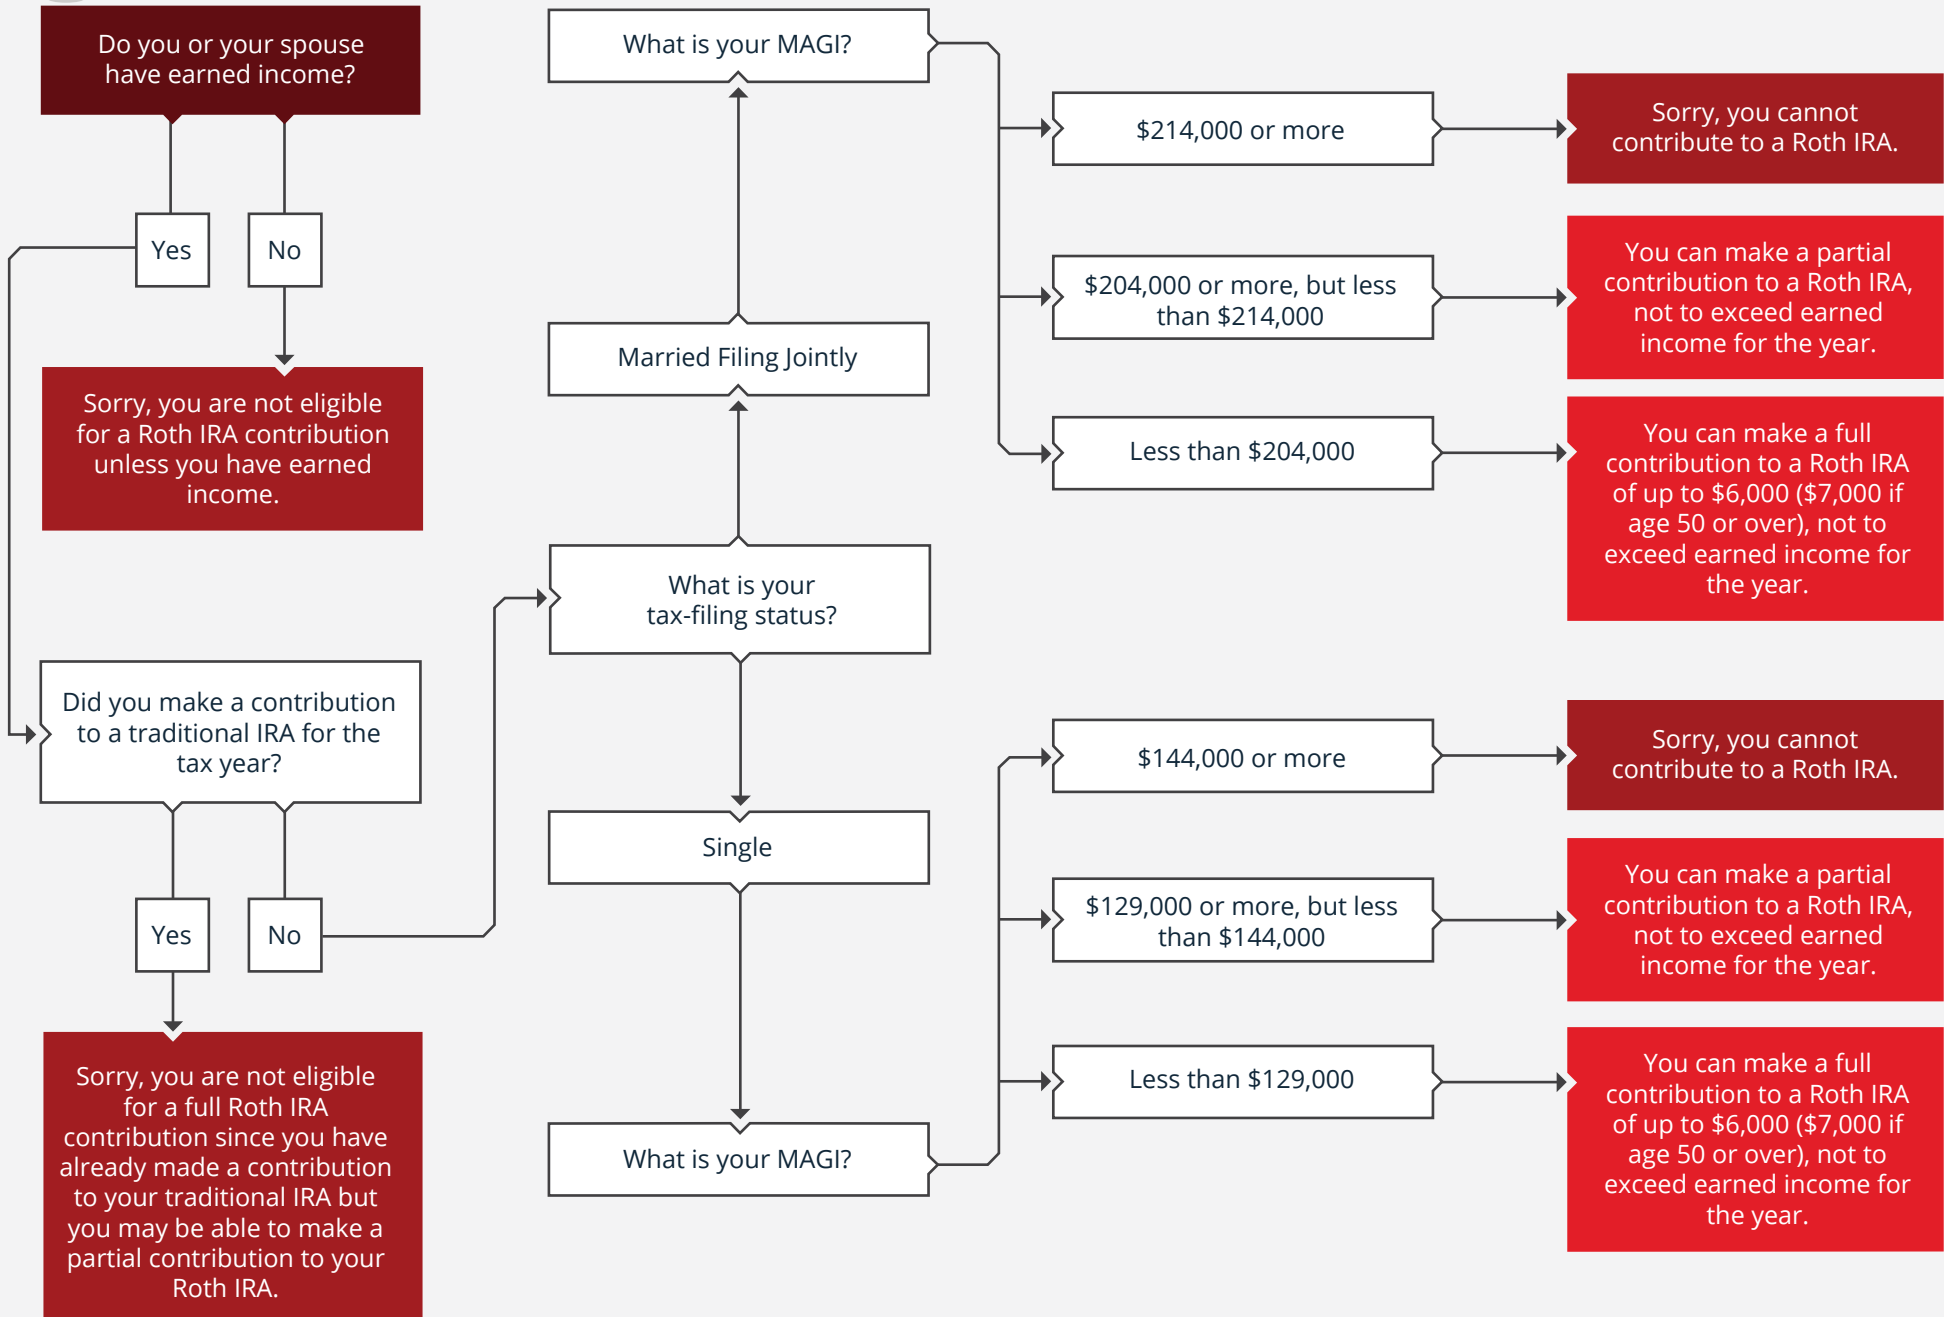 Do you or your spouse
have earned income?
Yes
No
Sorry, you are not eligible
for a Roth IRA contribution
unless you have earned
income.
Did you make a contribution
to a traditional IRA for the
tax year?
Yes
No
Sorry, you are not eligible
for a full Roth IRA
contribution since you have
already made a contribution
to your traditional IRA but
you may be able to make a
partial contribution to your
Roth IRA.
What is your
tax-filing status?
Married Filing Jointly
What is your MAGI?
$214,000 or more
Sorry, you cannot
contribute to a Roth IRA.
$204,000 or more, but less
than $214,000
You can make a partial
contribution to a Roth IRA,
not to exceed earned
income for the year.
Less than $204,000
You can make a full
contribution to a Roth IRA
of up to $6,000 ($7,000 if
age 50 or over), not to
exceed earned income for
the year.
Single
What is your MAGI?
$144,000 or more
Sorry, you cannot
contribute to a Roth IRA.
$129,000 or more, but less
than $144,000
You can make a partial
contribution to a Roth IRA,
not to exceed earned
income for the year.
Less than $129,000
You can make a full
contribution to a Roth IRA
of up to $6,000 ($7,000 if
age 50 or over), not to
exceed earned income for
the year.